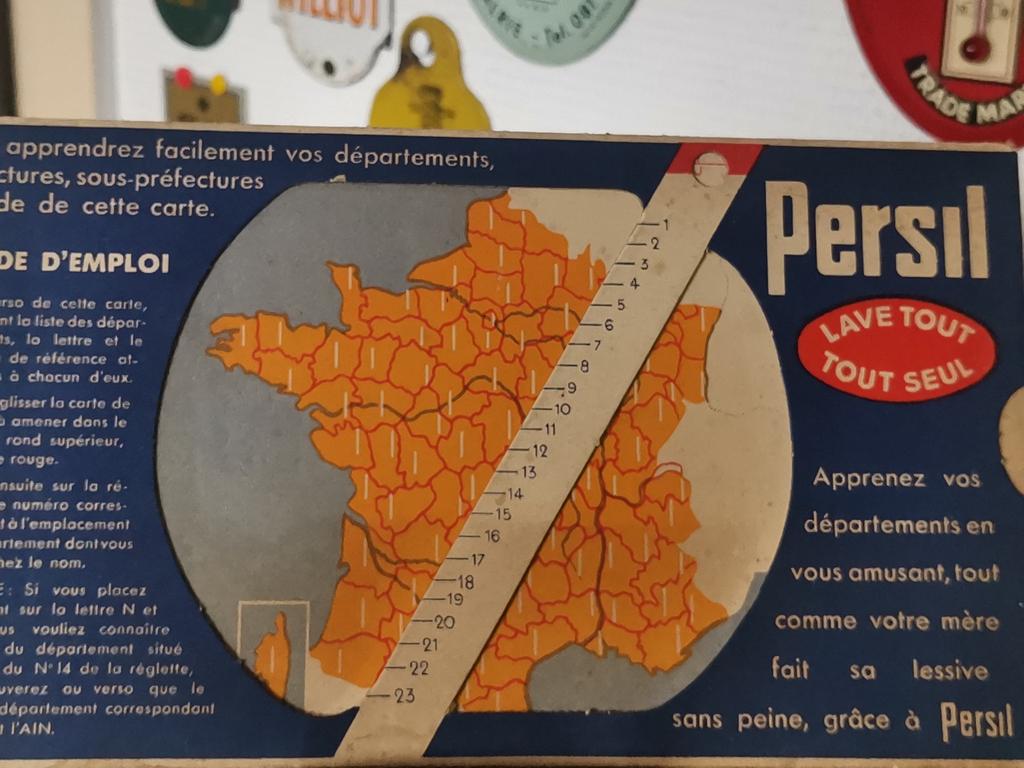 TRADE MAR
apprendrez facilement vos départements,
ctures, sous-préfectures
de de cette carte.
DE D'EMPLOI
rso de cette carte,
nt la liste des dépar-
ts, la lettre et le
de référence at-
à chacun d'eux.
glisser la carte de
à amener dans le
rond supérieur,
e rouge.
nsuite sur la ré-
e numéro corres-
t à l'emplacement
artement dont vous
hez le nom.
E : Si vous placez
nt sur la lettre N et
us vouliez connaître
du département situé
du N° 14 de la réglette,
uverez au verso que le
département correspondant
t l'AIN.
1
2
3
4
5
6
7
8
9
10
11
12
13
14
15
16
17
18
19
20
21
22
23
Persil
LAVE TOUT
TOUT SEUL
Apprenez vos
départements en
vous amusant, tout
comme votre mère
fait sa lessive
sans peine, grâce à Persil